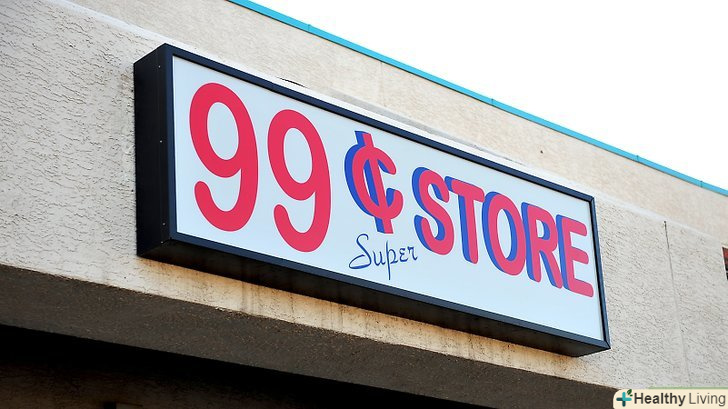 99 ¢ STORE
Super
Healthy Living